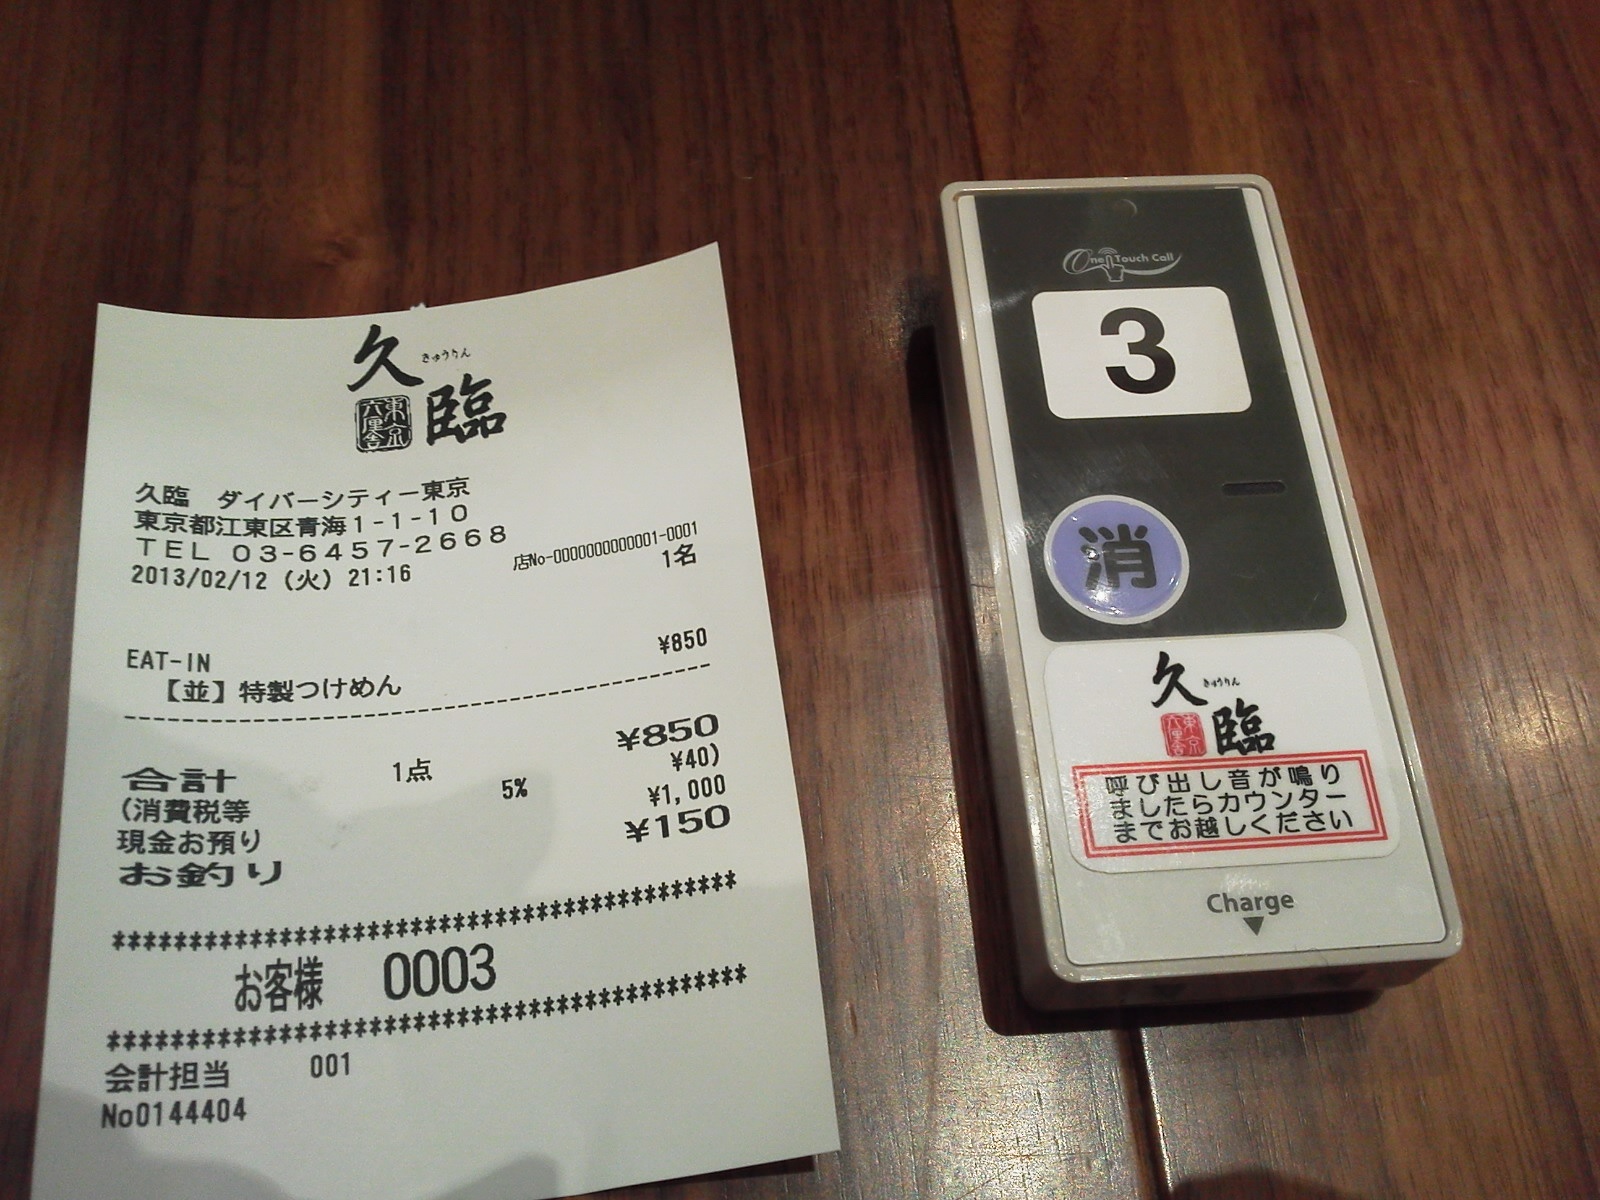 久 きゅうりん
臨
東京
六厘舎
久臨 ダイバーシティー東京
東京都江東区青海1-1-10
TEL 03-6457-2668
店No-0000000000001-0001
2013/02/12 (火) 21:16 1名
EAT-IN ¥850
【並】特製つけめん
合計 1点 ¥850
(消費税等 5% ¥40)
現金お預り ¥1,000
お釣り ¥150
お客様 0003
会計担当 001
No0144404
One Touch Call
3
消
久 きゅうりん
臨
東京
六厘舎
呼び出し音が鳴り
ましたらカウンター
までお越しください
Charge